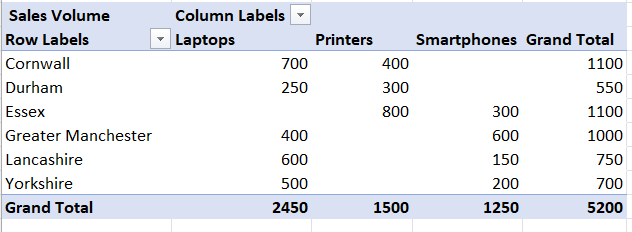 Sales Volume Column Labels
Row Labels Laptops Printers Smartphones Grand Total
Cornwall 700 400 1100
Durham 250 300 550
Essex 800 300 1100
Greater Manchester 400 600 1000
Lancashire 600 150 750
Yorkshire 500 200 700
Grand Total 2450 1500 1250 5200